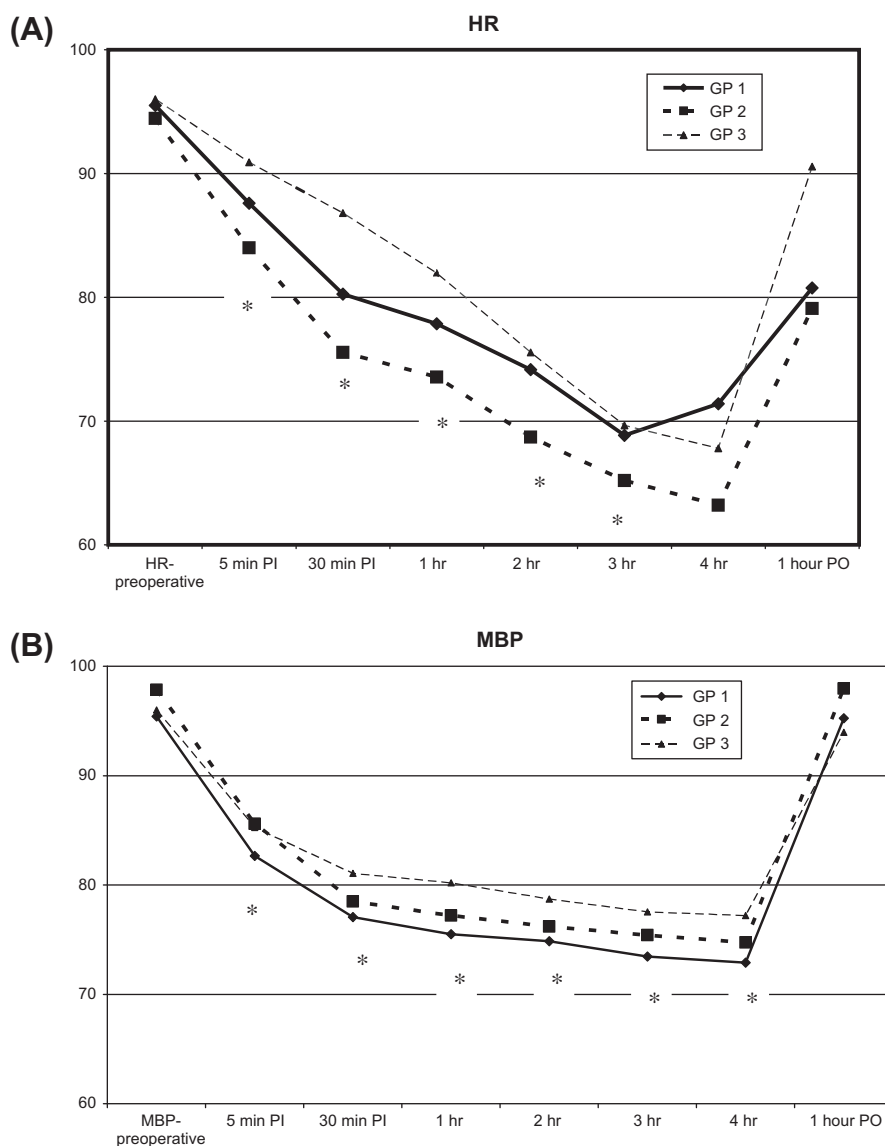 (A)
HR
100
90
80
70
60
GP 1
GP 2
GP 3
*
*
*
*
*
HR-
preoperative
5 min PI
30 min PI
1 hr
2 hr
3 hr
4 hr
1 hour PO
(B)
MBP
100
90
80
70
60
GP 1
GP 2
GP 3
*
*
*
*
*
*
MBP-
preoperative
5 min PI
30 min PI
1 hr
2 hr
3 hr
4 hr
1 hour PO